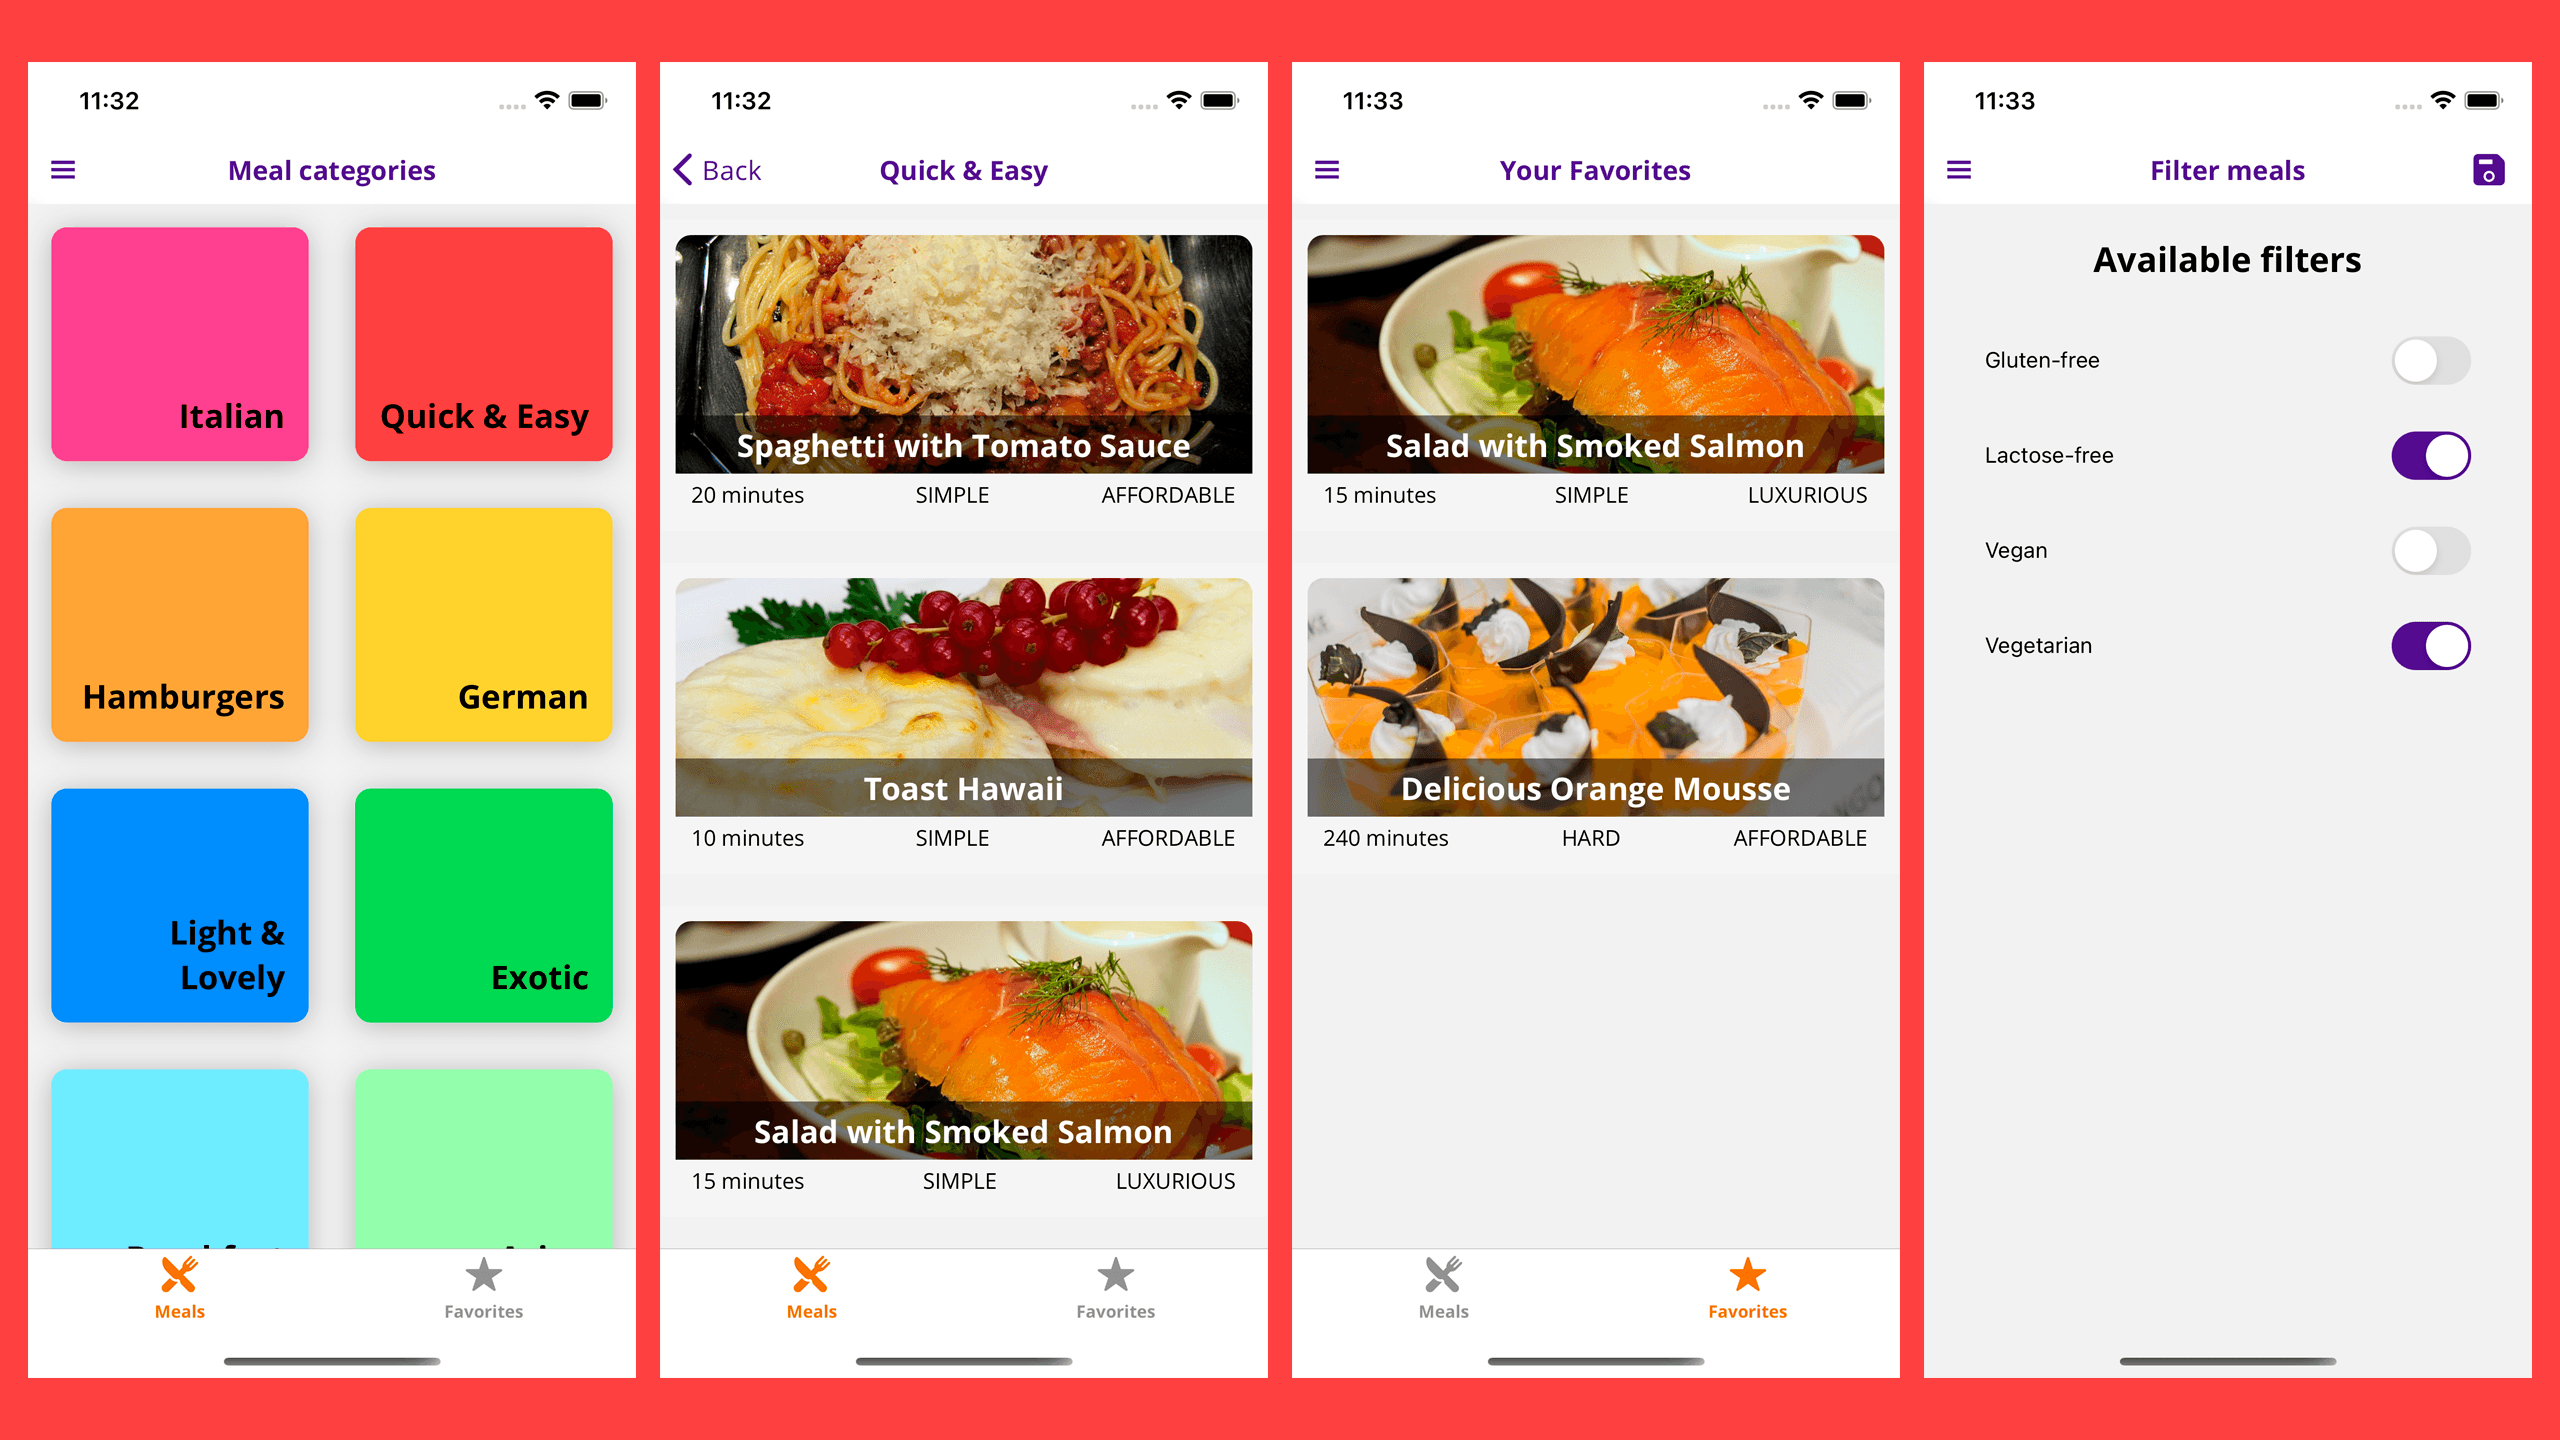 11:32
Meal categories
Italian
Quick & Easy
Hamburgers
German
Light &
Lovely
Exotic
Meals
Favorites
11:32
Back
Quick & Easy
Spaghetti with Tomato Sauce
20 minutes SIMPLE AFFORDABLE
Toast Hawaii
10 minutes SIMPLE AFFORDABLE
Salad with Smoked Salmon
15 minutes SIMPLE LUXURIOUS
Meals
Favorites
11:33
Your Favorites
Salad with Smoked Salmon
15 minutes SIMPLE LUXURIOUS
Delicious Orange Mousse
240 minutes HARD AFFORDABLE
Meals
Favorites
11:33
Filter meals
Available filters
Gluten-free
Lactose-free
Vegan
Vegetarian